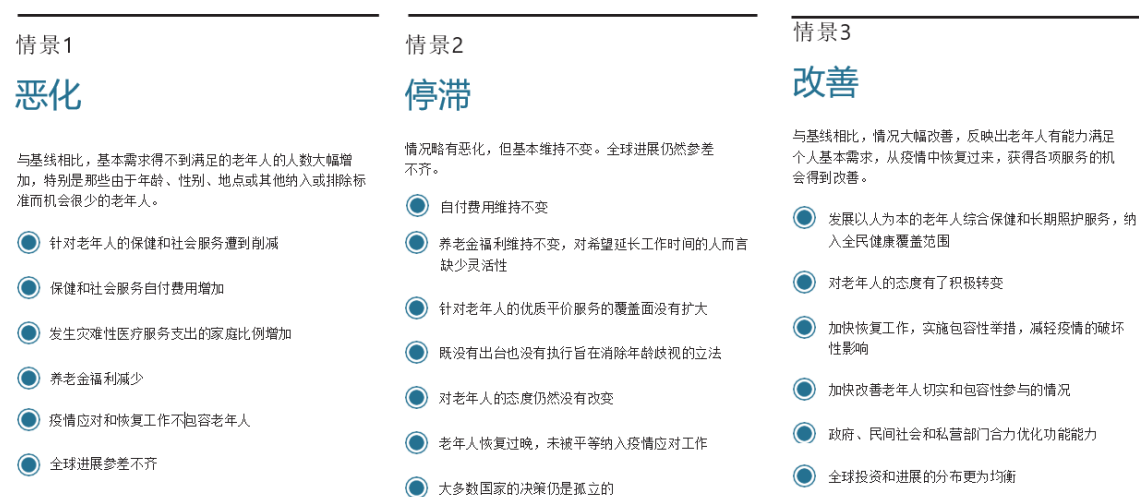 情景1
恶化
与基线相比，基本需求得不到满足的老年人的人数大幅增
加，特别是那些由于年龄、性别、地点或其他纳入或排除标
准而机会很少的老年人。
针对老年人的保健和社会服务遭到削减
保健和社会服务自付费用增加
发生灾难性医疗服务支出的家庭比例增加
养老金福利减少
疫情应对和恢复工作不包容老年人
全球进展参差不齐
情景2
停滞
情况略有恶化，但基本维持不变。全球进展仍然参差
不齐。
自付费用维持不变
养老金福利维持不变，对希望延长工作时间的人而言
缺少灵活性
针对老年人的优质平价服务的覆盖面没有扩大
既没有出台也没有执行旨在消除年龄歧视的立法
对老年人的态度仍然没有改变
老年人恢复过晚，未被平等纳入疫情应对工作
大多数国家的决策仍是孤立的
情景3
改善
与基线相比，情况大幅改善，反映出老年人有能力满足
个人基本需求，从疫情中恢复过来，获得各项服务的机
会得到改善。
发展以人为本的老年人综合保健和长期照护服务，纳
入全民健康覆盖范围
对老年人的态度有了积极转变
加快恢复工作，实施包容性举措，减轻疫情的破坏
性影响
加快改善老年人切实和包容性参与的情况
政府、民间社会和私营部门合力优化功能能力
全球投资和进展的分布更为均衡